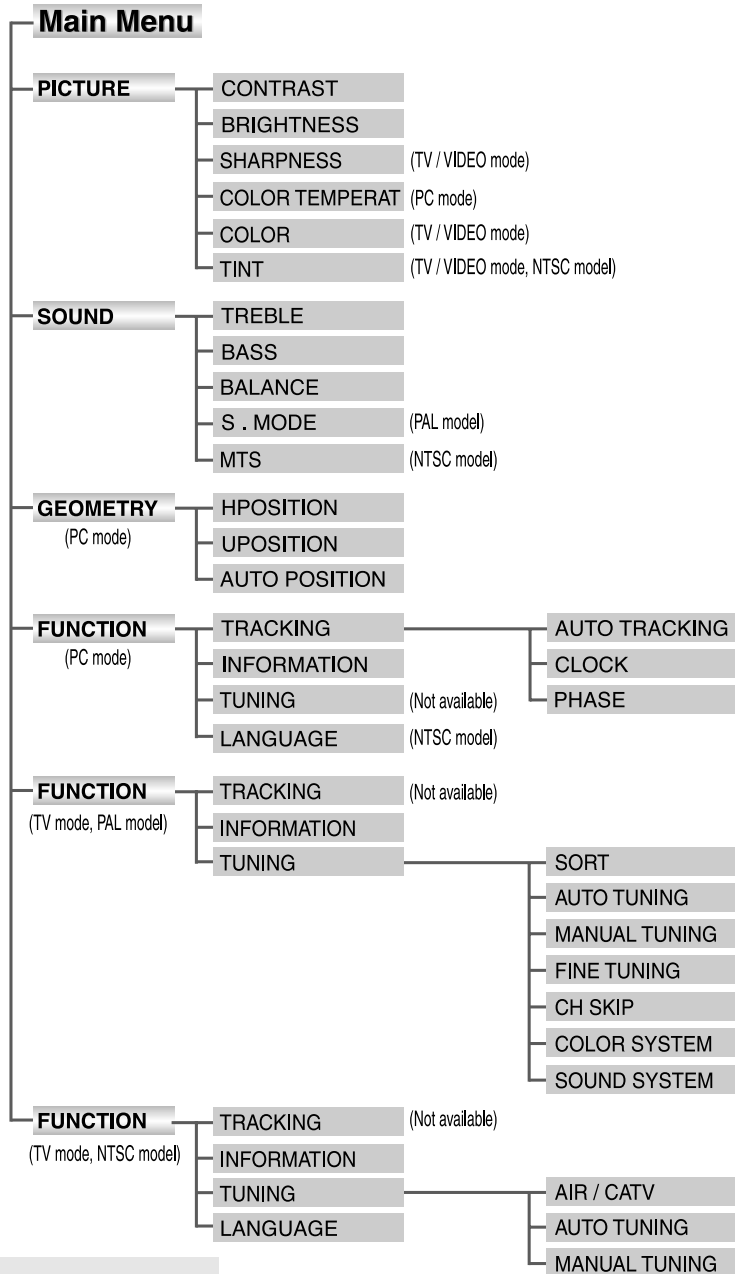 Main Menu
PICTURE
CONTRAST
BRIGHTNESS
SHARPNESS (TV / VIDEO mode)
COLOR TEMPERAT (PC mode)
COLOR (TV / VIDEO mode)
TINT (TV / VIDEO mode, NTSC model)
SOUND
TREBLE
BASS
BALANCE
S . MODE (PAL model)
MTS (NTSC model)
GEOMETRY
(PC mode)
HPOSITION
UPOSITION
AUTO POSITION
FUNCTION
(PC mode)
TRACKING
AUTO TRACKING
CLOCK
PHASE
INFORMATION
TUNING (Not available)
LANGUAGE (NTSC model)
FUNCTION
(TV mode, PAL model)
TRACKING (Not available)
INFORMATION
TUNING
SORT
AUTO TUNING
MANUAL TUNING
FINE TUNING
CH SKIP
COLOR SYSTEM
SOUND SYSTEM
FUNCTION
(TV mode, NTSC model)
TRACKING (Not available)
INFORMATION
TUNING
AIR / CATV
AUTO TUNING
MANUAL TUNING
LANGUAGE